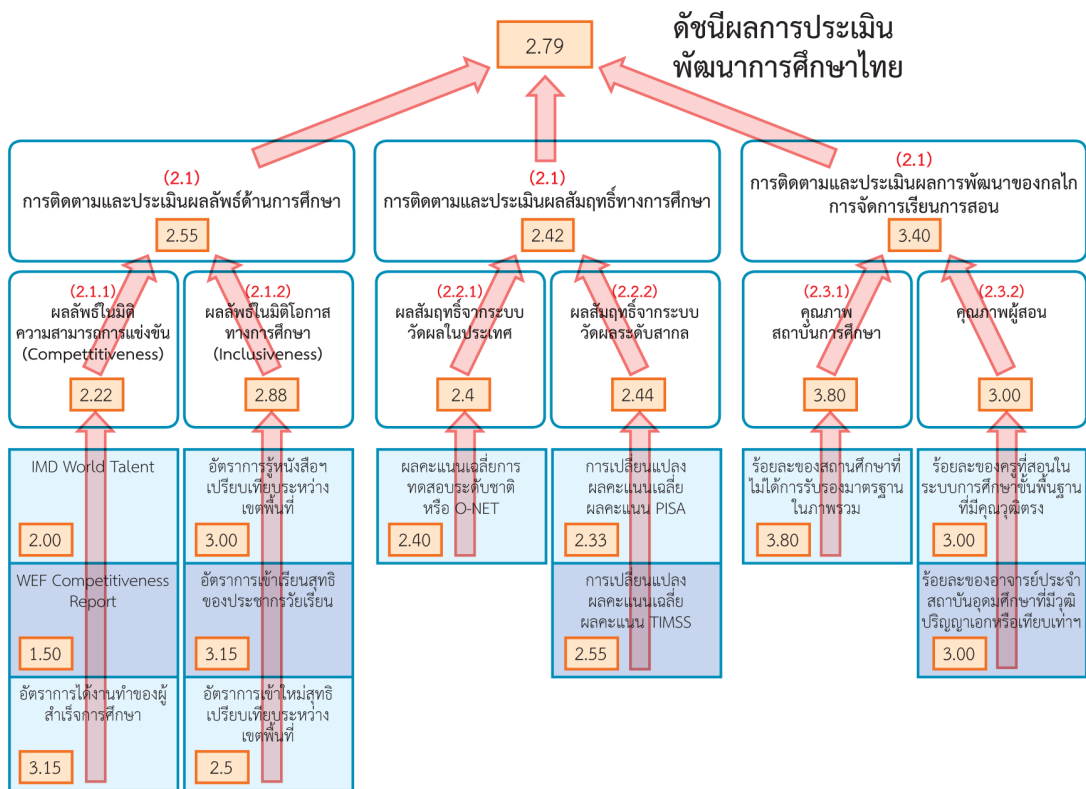 ดัชนีผลการประเมิน
พัฒนาการศึกษาไทย
2.79
(2.1)
การติดตามและประเมินผลลัพธ์ด้านการศึกษา
2.55
(2.1)
การติดตามและประเมินผลสัมฤทธิ์ทางการศึกษา
2.42
(2.1)
การติดตามและประเมินผลการพัฒนาของกลไก
การจัดการเรียนการสอน
3.40
(2.1.1)
ผลลัพธ์ในมิติ
ความสามารถการแข่งขัน
(Compettitiveness)
2.22
(2.1.2)
ผลลัพธ์ในมิติโอกาส
ทางการศึกษา
(Inclusiveness)
2.88
(2.2.1)
ผลสัมฤทธิ์จากระบบ
วัดผลในประเทศ
2.4
(2.2.2)
ผลสัมฤทธิ์จากระบบ
วัดผลระดับสากล
2.44
(2.3.1)
คุณภาพ
สถาบันการศึกษา
3.80
(2.3.2)
คุณภาพผู้สอน
3.00
IMD World Talent
2.00
WEF Competitiveness
Report
1.50
อัตราการได้งานทำของผู้
สำเร็จการศึกษา
3.15
อัตราการรู้หนังสือฯ
เปรียบเทียบระหว่าง
เขตพื้นที่
3.00
อัตราการเข้าเรียนสุทธิ
ของประชากรวัยเรียน
3.15
อัตราการเข้าใหม่สุทธิ
เปรียบเทียบระหว่าง
เขตพื้นที่
2.5
ผลคะแนนเฉลี่ยการ
ทดสอบระดับชาติ
หรือ O-NET
2.40
การเปลี่ยนแปลง
ผลคะแนนเฉลี่ย
ผลคะแนน PISA
2.33
การเปลี่ยนแปลง
ผลคะแนนเฉลี่ย
ผลคะแนน TIMSS
2.55
ร้อยละของสถานศึกษาที่
ไม่ได้การรับรองมาตรฐาน
ในภาพรวม
3.80
ร้อยละของครูที่สอนใน
ระบบการศึกษาขั้นพื้นฐาน
ที่มีคุณวุฒิตรง
3.00
ร้อยละของอาจารย์ประจำ
สถาบันอุดมศึกษาที่มีวุฒิ
ปริญญาเอกหรือเทียบเท่าฯ
3.00